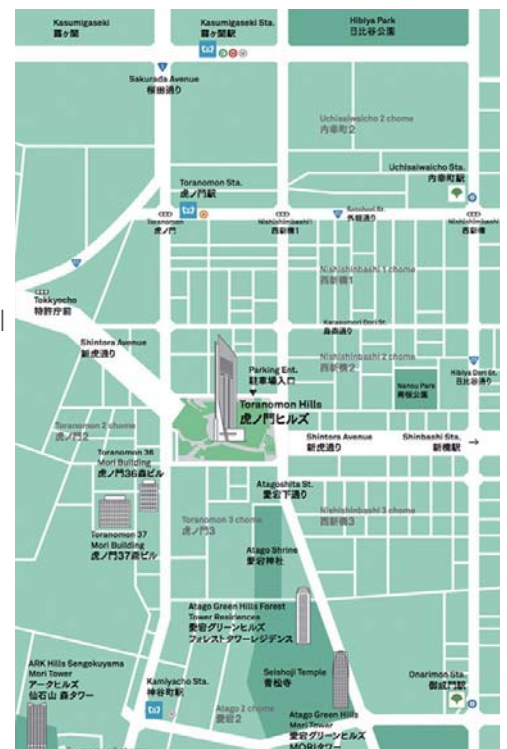 Kasumigaseki
霞ヶ関
Kasumigaseki Sta.
霞ヶ関駅
Hibiya Park
日比谷公園
Sakurada Avenue
桜田通り
Uchisaiwaicho 2 chome
内幸町2
Uchisaiwaicho Sta.
内幸町駅
Toranomon Sta.
虎ノ門駅
Toranomon
虎ノ門
Nishishimbashi1
西新橋1
Sotobori St.
外堀通り
Nishishimbashi
西新橋
Nishishinbashi 1 chome
西新橋1
Tokkyocho
特許庁前
Karasumori Dori St.
烏森通り
Shintora Avenue
新虎通り
Nishishinbashi 2 chome
西新橋2
Parking Ent.
駐車場入口
Hibiya Dori St.
日比谷通り
Nanou Park
南桜公園
Toranomon Hills
虎ノ門ヒルズ
Toranomon 2 chome
虎ノ門2
Shintora Avenue
新虎通り
Shinbashi Sta.
新橋駅 →
Toranomon 36
Mori Building
虎ノ門36森ビル
Atagoshita St.
愛宕下通り
Toranomon 3 chome
虎ノ門3
Nishishinbashi 3 chome
西新橋3
Toranomon 37
Mori Building
虎ノ門37森ビル
Atago Shrine
愛宕神社
Atago Green Hills Forest
Tower Residences
愛宕グリーンヒルズ
フォレストタワーレジデンス
ARK Hills Sengokuyama
Mori Tower
アークヒルズ
仙石山 森タワー
Kamiyacho Sta.
神谷町駅
Seishoji Temple
青松寺
Onarimon Sta.
御成門駅
Atago 2 chome
愛宕2
Atago Green Hills
Mori Tower
愛宕グリーンヒルズ
MORIタワー